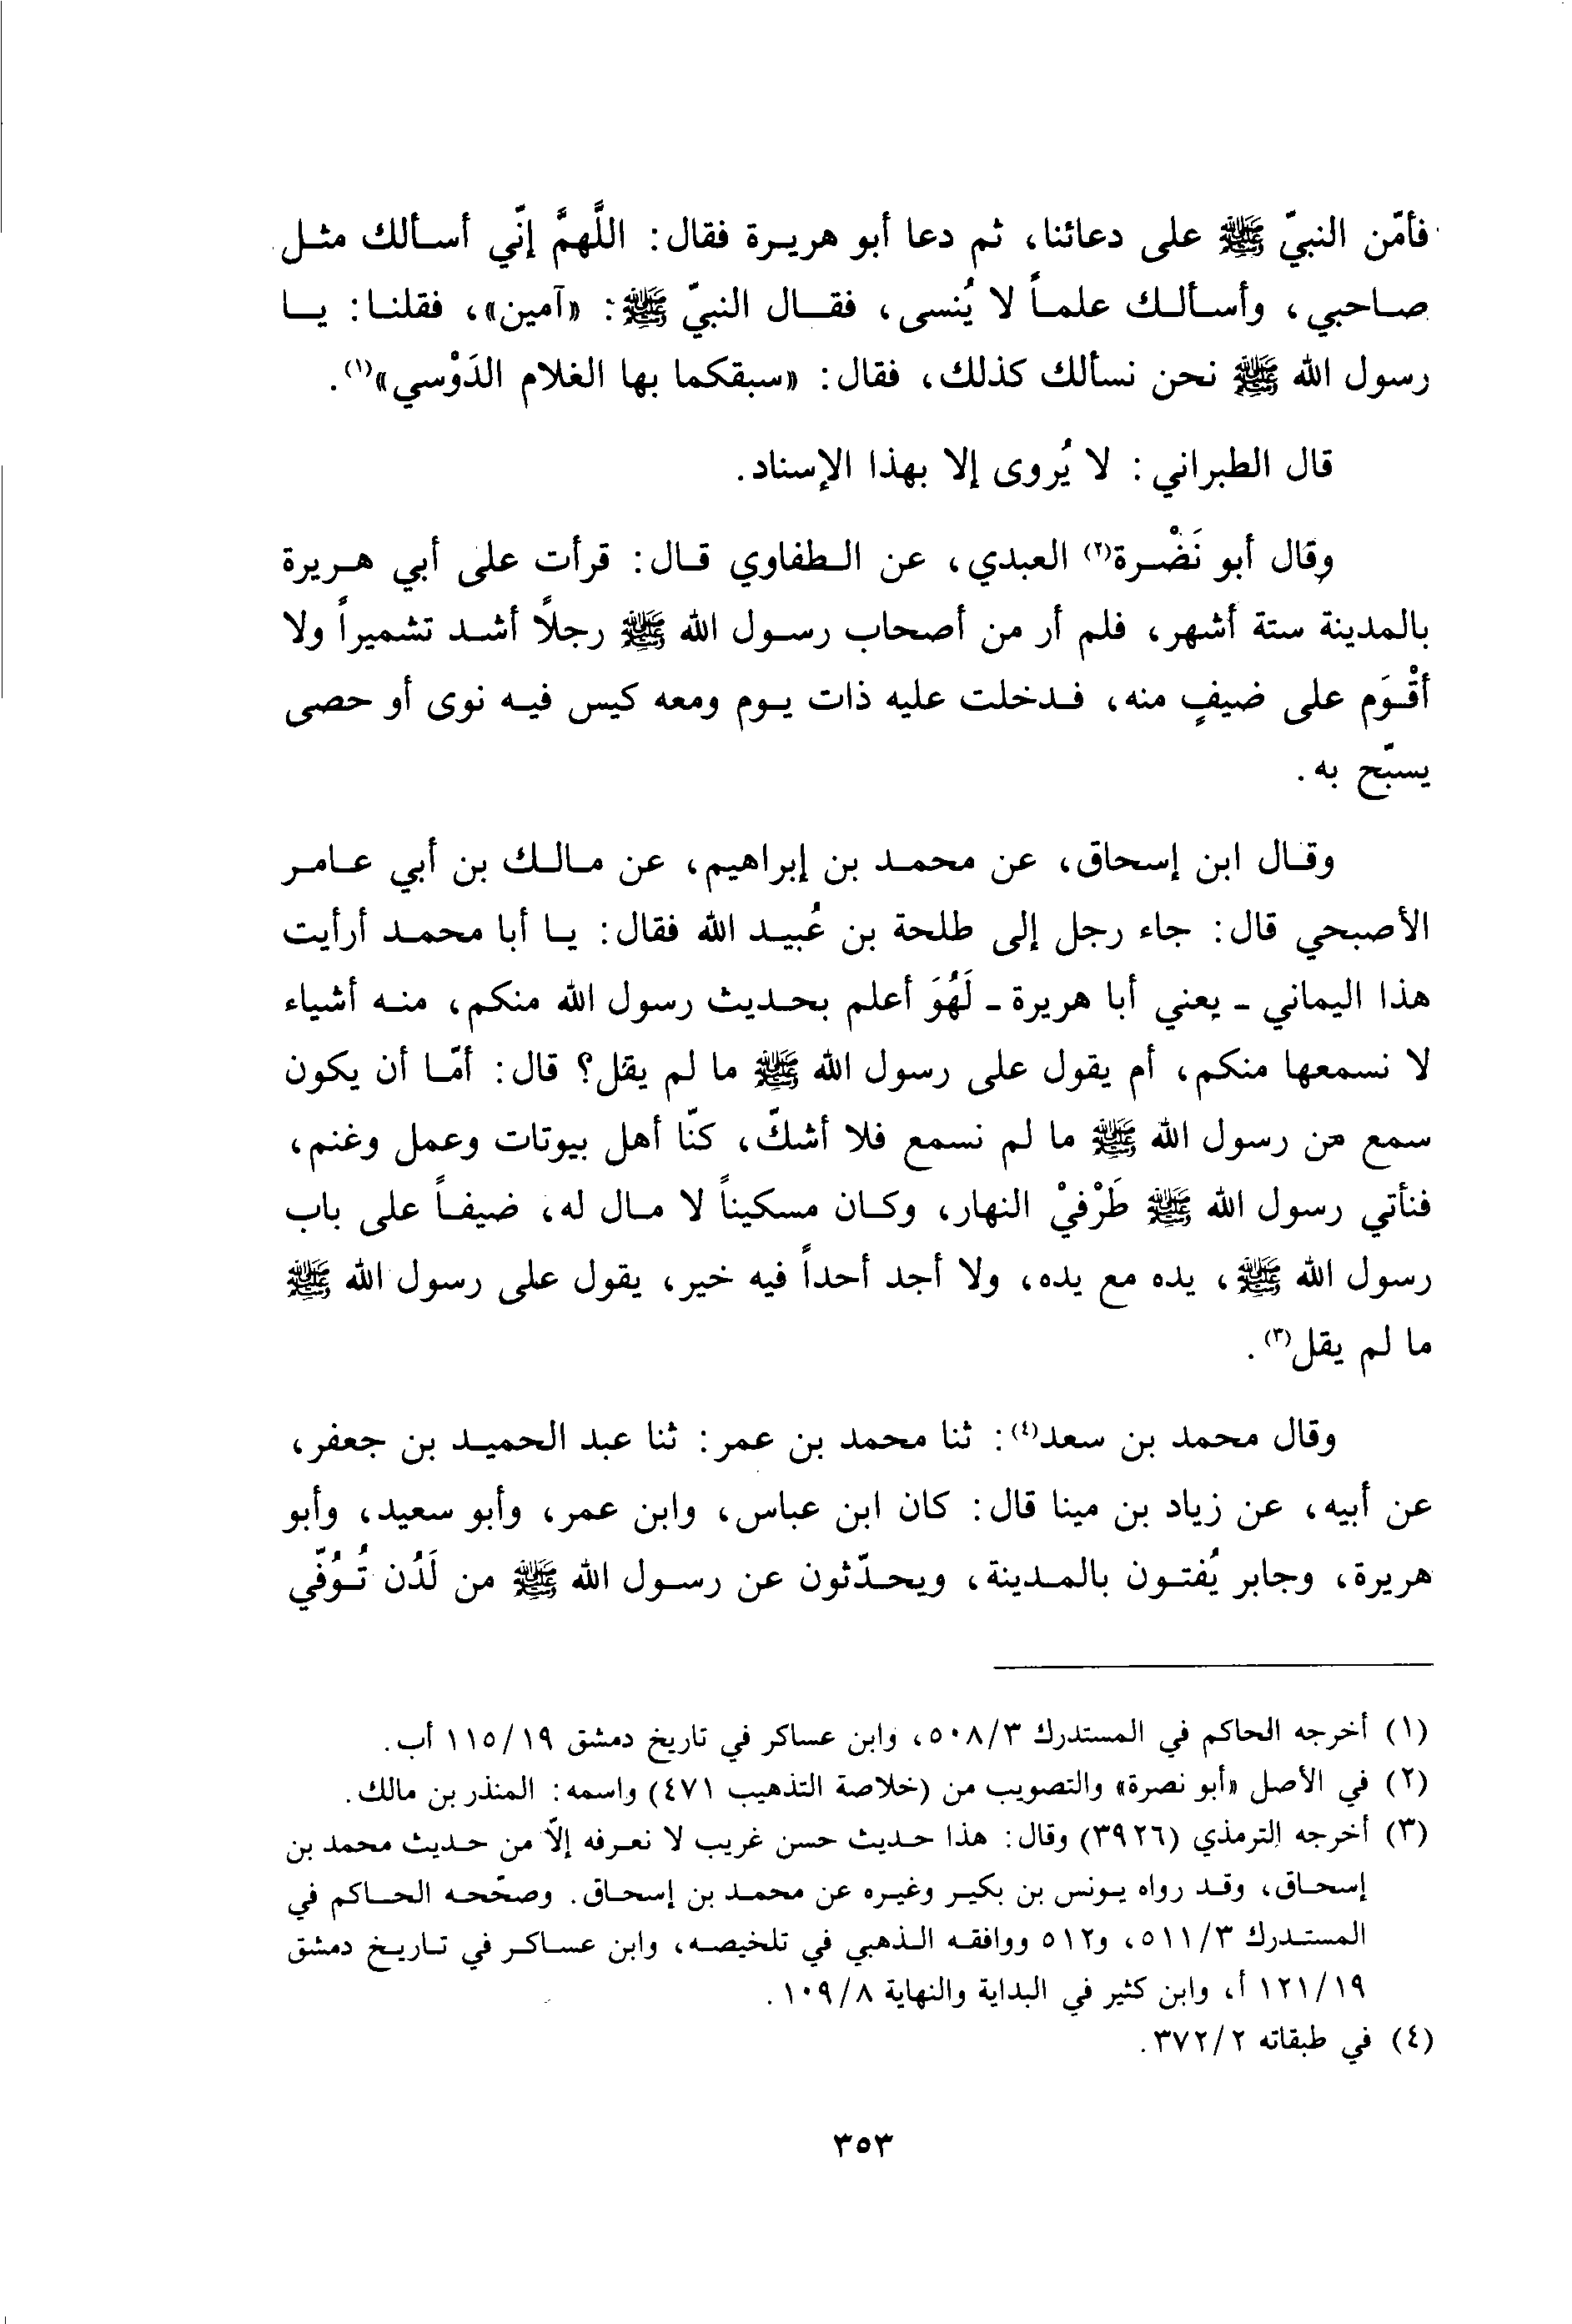 فأمّن النبيّ ﷺ على دعائنا، ثم دعا أبو هريرة فقال: اللَّهمَّ إنّي أسألك مثل
صاحبي، وأسألك علماً لا يُنسى، فقال النبيّ ﷺ: «آمين»، فقلنا: يا
رسول الله ﷺ نحن نسألك كذلك، فقال: «سبقكما بها الغلام الدَوْسي»(١).
قال الطبراني: لا يُروى إلا بهذا الإسناد.
وقال أبو نَضْرة(٢) العبدي، عن الطفاوي قال: قرأت على أبي هريرة
بالمدينة ستة أشهر، فلم أر من أصحاب رسول الله ﷺ رجلاً أشد تشميراً ولا
أقْوَم على ضيفٍ منه، فدخلت عليه ذات يوم ومعه كيس فيه نوى أو حصى
يسبّح به.
وقال ابن إسحاق، عن محمد بن إبراهيم، عن مالك بن أبي عامر
الأصبحي قال: جاء رجل إلى طلحة بن عُبيد الله فقال: يا أبا محمد أرأيت
هذا اليماني - يعني أبا هريرة - لَهُوَ أعلم بحديث رسول الله منكم، منه أشياء
لا نسمعها منكم، أم يقول على رسول الله ﷺ ما لم يقل؟ قال: أمّا أن يكون
سمع من رسول الله ﷺ ما لم نسمع فلا أشكّ، كنّا أهل بيوتات وعمل وغنم،
فنأتي رسول الله ﷺ طَرْفيْ النهار، وكان مسكيناً لا مال له، ضيفاً على باب
رسول الله ﷺ، يده مع يده، ولا أجد أحداً فيه خير، يقول على رسول الله ﷺ
ما لم يقل(٣).
وقال محمد بن سعد(٤): ثنا محمد بن عمر: ثنا عبد الحميد بن جعفر،
عن أبيه، عن زياد بن مينا قال: كان ابن عباس، وابن عمر، وأبو سعيد، وأبو
هريرة، وجابر يُفتون بالمدينة، ويحدّثون عن رسول الله ﷺ من لَدُن تُوُفّي
(١) أخرجه الحاكم في المستدرك ٥٠٨/٣، وابن عساكر في تاريخ دمشق ١١٥/١٩ أب.
(٢) في الأصل «أبو نصرة» والتصويب من (خلاصة التذهيب ٤٧١) واسمه: المنذر بن مالك.
(٣) أخرجه الترمذي (٣٩٢٦) وقال: هذا حديث حسن غريب لا نعرفه إلاّ من حديث محمد بن
إسحاق، وقد رواه يونس بن بكير وغيره عن محمد بن إسحاق. وصحّحه الحاكم في
المستدرك ٥١١/٣، و٥١٢ ووافقه الذهبي في تلخيصه، وابن عساكر في تاريخ دمشق
١٢١/١٩ أ، وابن كثير في البداية والنهاية ١٠٩/٨.
(٤) في طبقاته ٣٧٢/٢.
٣٥٣